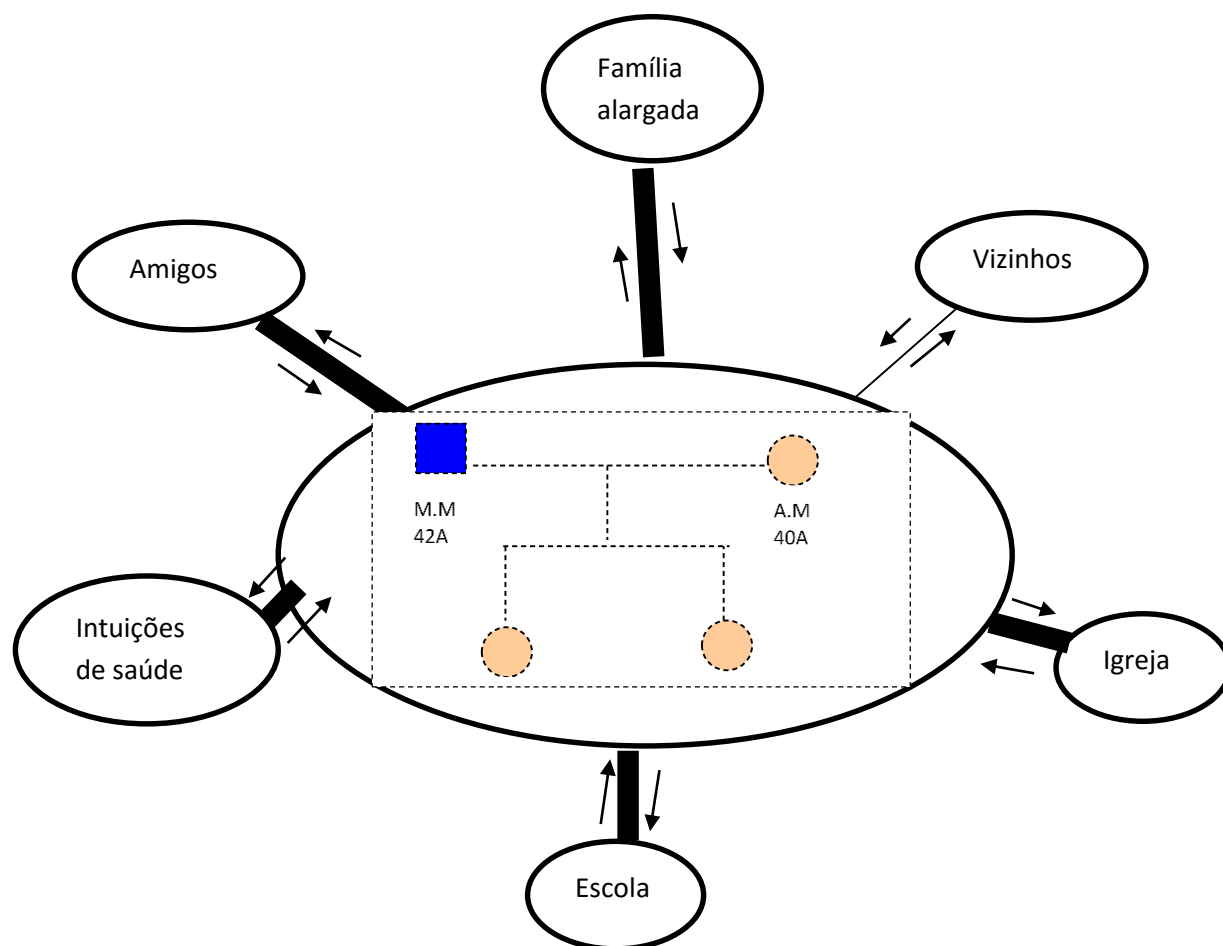 Família
alargada
Amigos
Vizinhos
M.M
42A
A.M
40A
Intuições
de saúde
Igreja
Escola